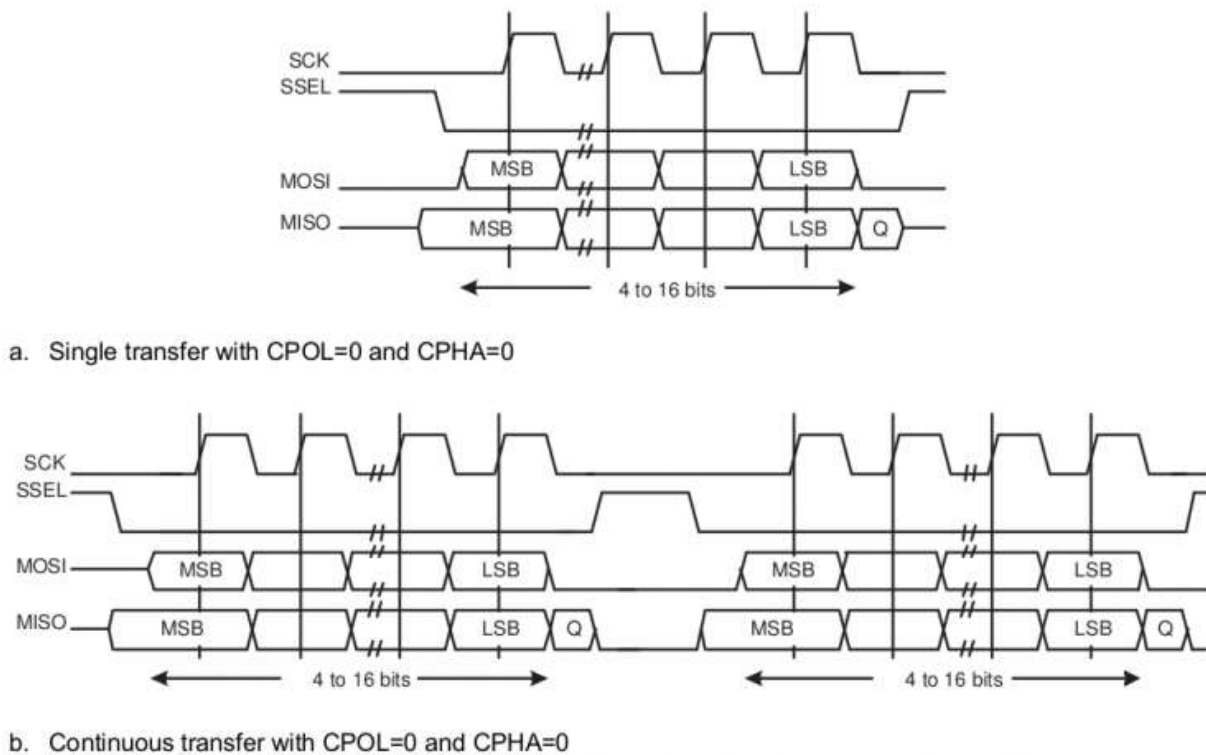 SCK
SSEL
MOSI MSB LSB
MISO MSB LSB Q
4 to 16 bits
a. Single transfer with CPOL=0 and CPHA=0
SCK
SSEL
MOSI MSB LSB MSB LSB
MISO MSB LSB Q MSB LSB Q
4 to 16 bits 4 to 16 bits
b. Continuous transfer with CPOL=0 and CPHA=0